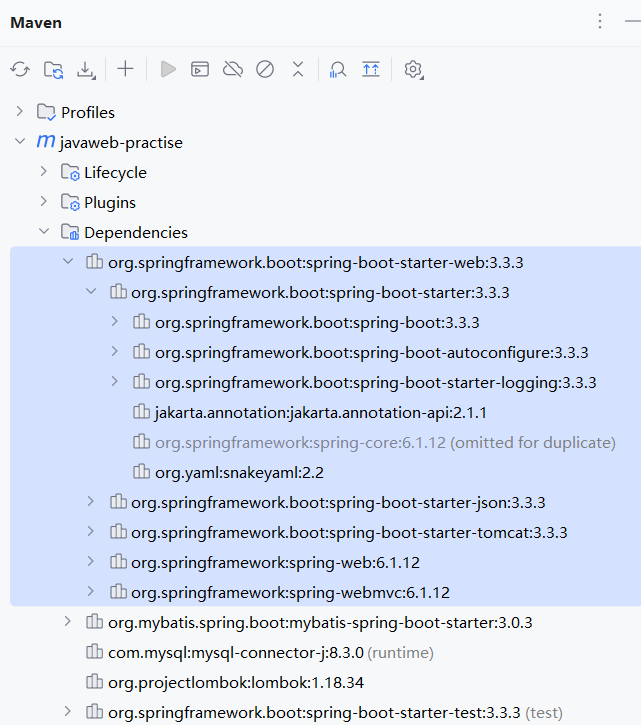 Maven
Profiles
m javaweb-practise
Lifecycle
Plugins
Dependencies
org.springframework.boot:spring-boot-starter-web:3.3.3
org.springframework.boot:spring-boot-starter:3.3.3
org.springframework.boot:spring-boot:3.3.3
org.springframework.boot:spring-boot-autoconfigure:3.3.3
org.springframework.boot:spring-boot-starter-logging:3.3.3
jakarta.annotation:jakarta.annotation-api:2.1.1
org.springframework:spring-core:6.1.12 (omitted for duplicate)
org.yaml:snakeyaml:2.2
org.springframework.boot:spring-boot-starter-json:3.3.3
org.springframework.boot:spring-boot-starter-tomcat:3.3.3
org.springframework:spring-web:6.1.12
org.springframework:spring-webmvc:6.1.12
org.mybatis.spring.boot:mybatis-spring-boot-starter:3.0.3
com.mysql:mysql-connector-j:8.3.0 (runtime)
org.projectlombok:lombok:1.18.34
org.springframework.boot:spring-boot-starter-test:3.3.3 (test)